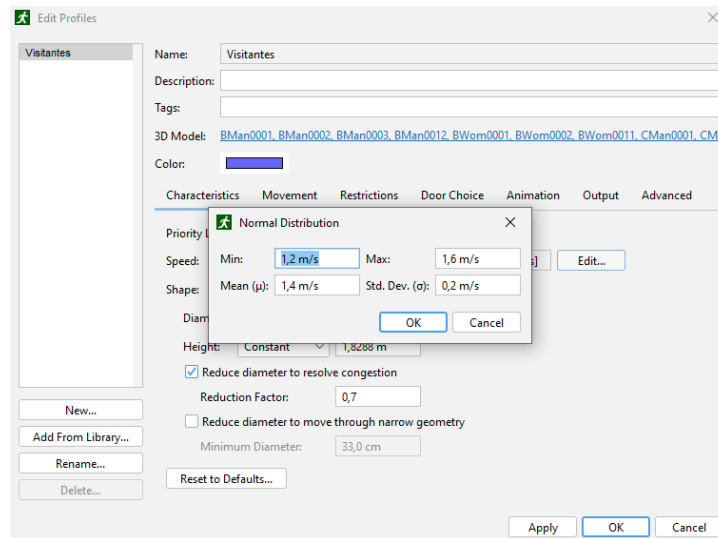 Edit Profiles
Visitantes
Name: Visitantes
Description:
Tags:
3D Model: BMan0001, BMan0002, BMan0003, BMan0012, BWom0001, BWom0002, BWom0011, CMan0001, CM
Color:
Characteristics Movement Restrictions Door Choice Animation Output Advanced
Normal Distribution
Priority L
Speed: Edit...
Min: 1,2 m/s Max: 1,6 m/s
Mean (μ): 1,4 m/s Std. Dev. (σ): 0,2 m/s
OK Cancel
Shape:
Diam
Height: Constant 1,8288 m
Reduce diameter to resolve congestion
Reduction Factor: 0,7
Reduce diameter to move through narrow geometry
Minimum Diameter: 33,0 cm
Reset to Defaults...
New...
Add From Library...
Rename...
Delete...
Apply OK Cancel